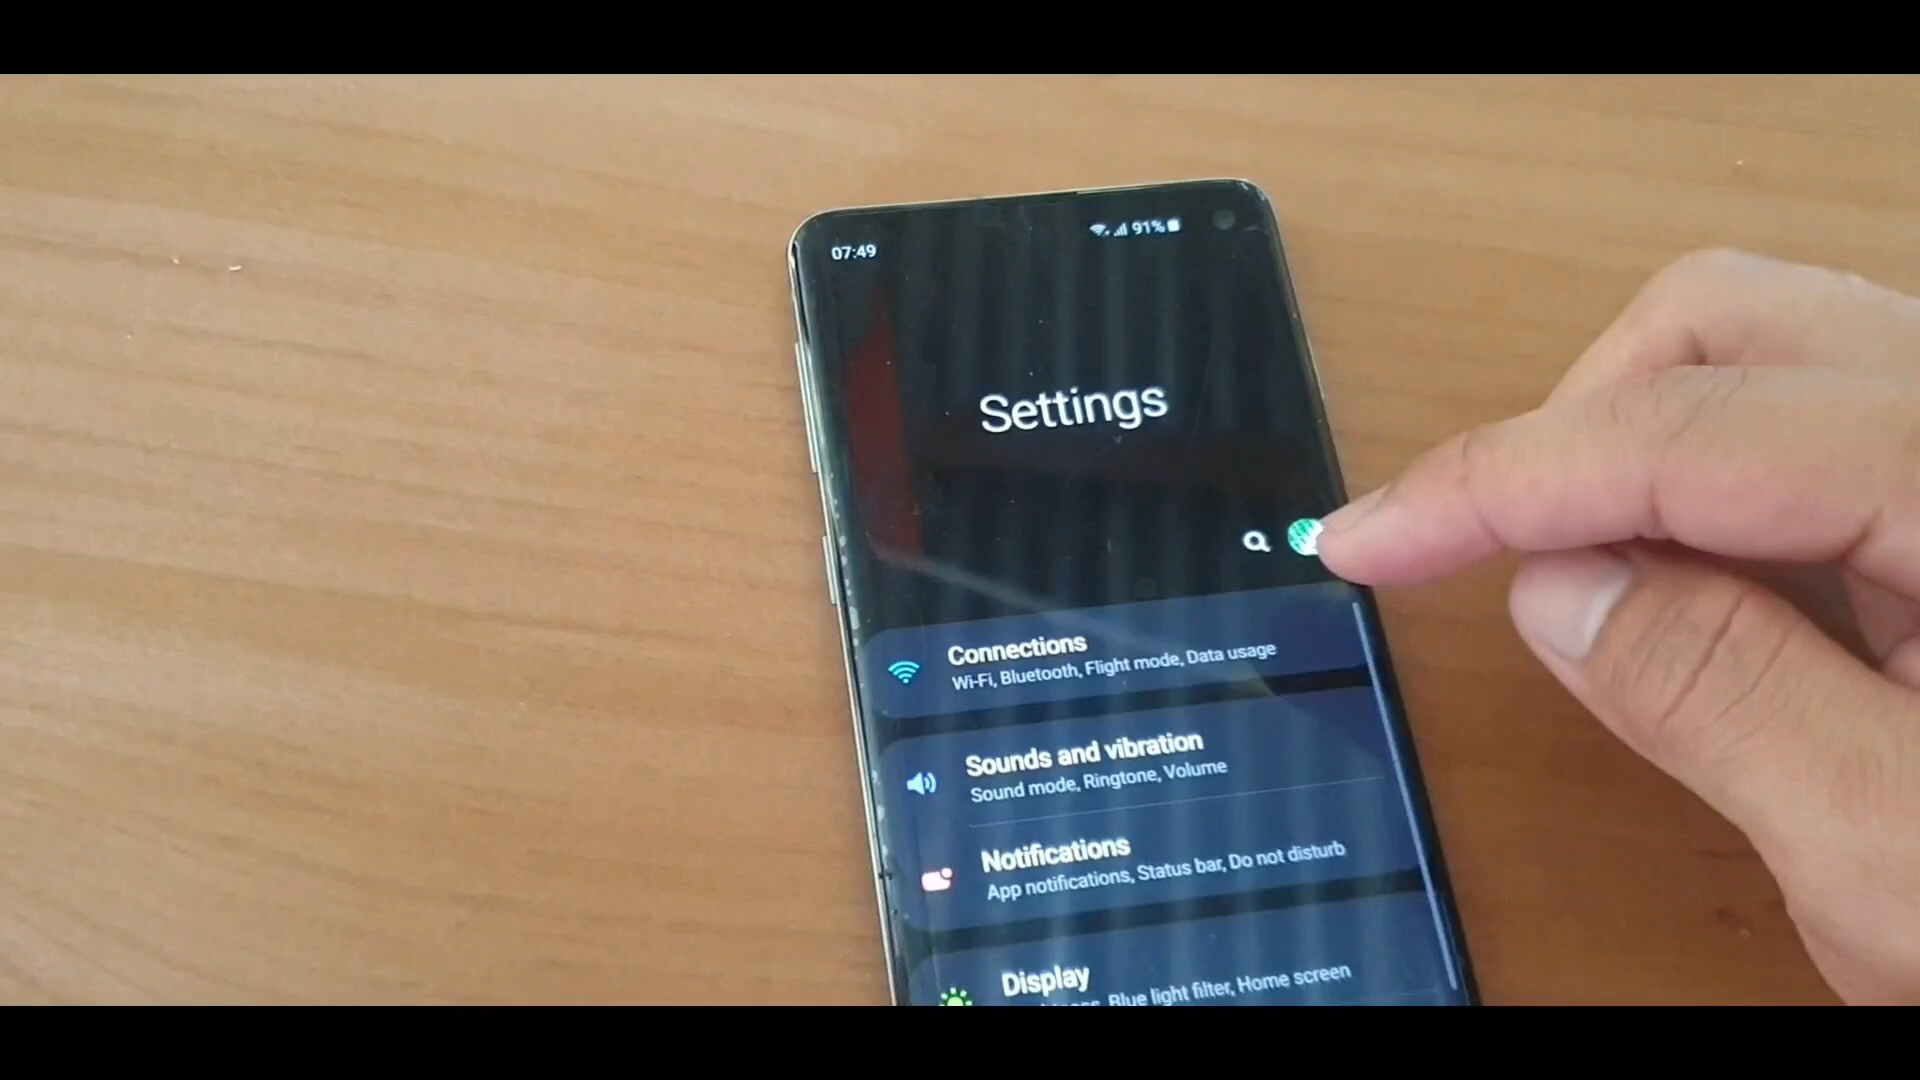 07:49
91%
Settings
Connections
Wi-Fi, Bluetooth, Flight mode, Data usage
Sounds and vibration
Sound mode, Ringtone, Volume
Notifications
App notifications, Status bar, Do not disturb
Display
Blue light filter, Home screen